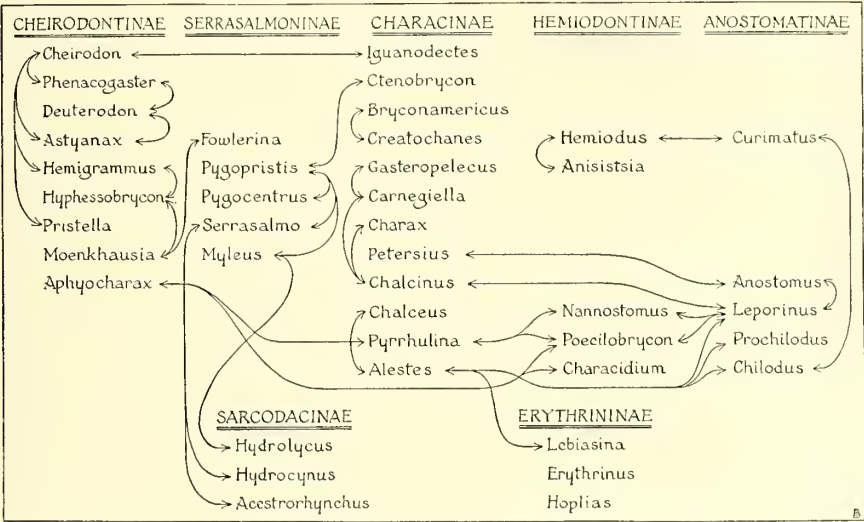 CHEIRODONTINAE SERRASALMONINAE CHARACINAE HEMIODONTINAE ANOSTOMATINAE
Cheirodon Iguanodectes
Phenacogaster Ctenobrycon
Deuterodon Bryconamericus
Astyanax Fowlerina Creatochanes Hemiodus Curimatus
Hemigrammus Pygopristis Gasteropelecus Anisistsia
Hyphessobrycon Pygocentrus Carnegiella
Pristella Serrasalmo Charax
Moenkhausia Myleus Petersius
Aphyocharax Chalcinus Anostomus
Chalceus Nannostomus Leporinus
Pyrrhulina Poecilobrycon Prochilodus
Alestes Characidium Chilodus
SARCODACINAE ERYTHRININAE
Hydrolycus Lebiasina
Hydrocynus Erythrinus
Accstrorhynchus Hoplias